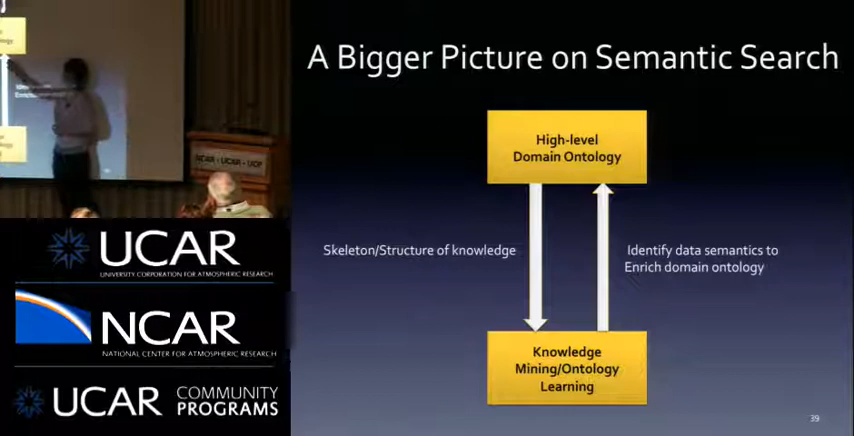 A Bigger Picture on Semantic Search
High-level
Domain Ontology
Skeleton/Structure of knowledge
Identify data semantics to
Enrich domain ontology
Knowledge
Mining/Ontology
Learning
39
NCAR - UCAR - UCP
UCAR
UNIVERSITY CORPORATION FOR ATMOSPHERIC RESEARCH
NCAR
NATIONAL CENTER FOR ATMOSPHERIC RESEARCH
UCAR
COMMUNITY
PROGRAMS